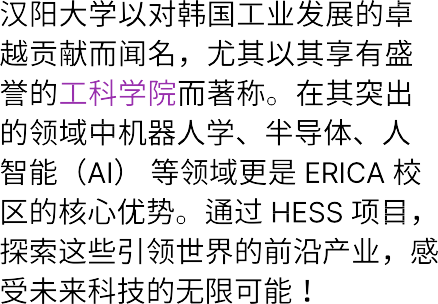 汉阳大学以对韩国工业发展的卓
越贡献而闻名，尤其以其享有盛
誉的工科学院而著称。在其突出
的领域中机器人学、半导体、人
智能（AI） 等领域更是 ERICA 校
区的核心优势。通过 HESS 项目，
探索这些引领世界的前沿产业，感
受未来科技的无限可能！